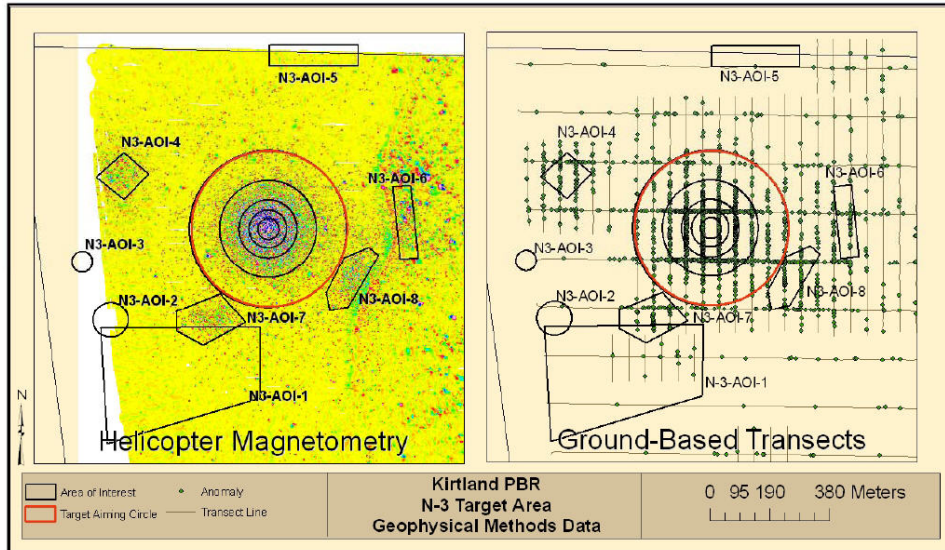 N3-AOI-5
N3-AOI-4
N3-AOI-6
N3-AOI-3
N3-AOI-2
N3-AOI-8
N3-AOI-7
N3-AOI-1
Helicopter Magnetometry
N3-AOI-5
N3-AOI-4
N3-AOI-6
N3-AOI-3
N3-AOI-2
N3-AOI-8
N3-AOI-7
N-3-AOI-1
Ground-Based Transects
N
Area of Interest
Anomaly
Target Aiming Circle
Transect Line
Kirtland PBR
N-3 Target Area
Geophysical Methods Data
0 95 190 380 Meters